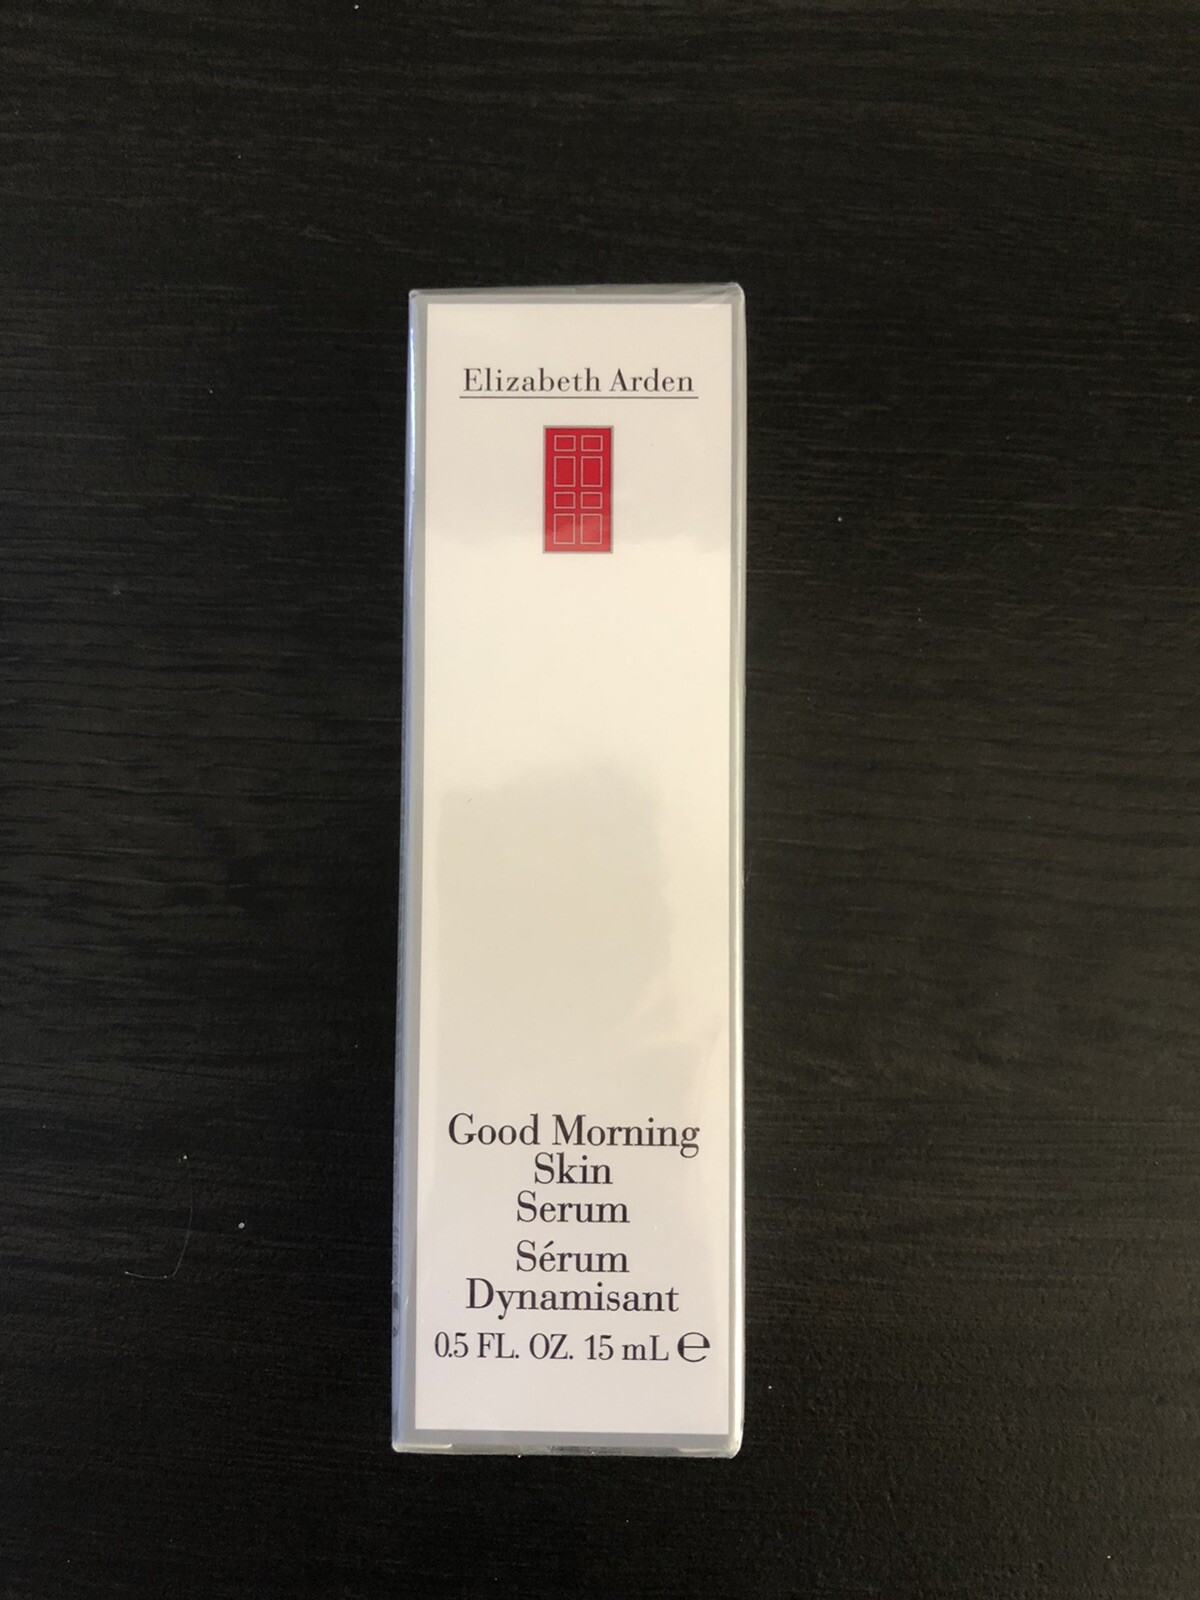 Elizabeth Arden
Good Morning
Skin
Serum
Sérum
Dynamisant
0.5 FL. OZ. 15 mL ℮